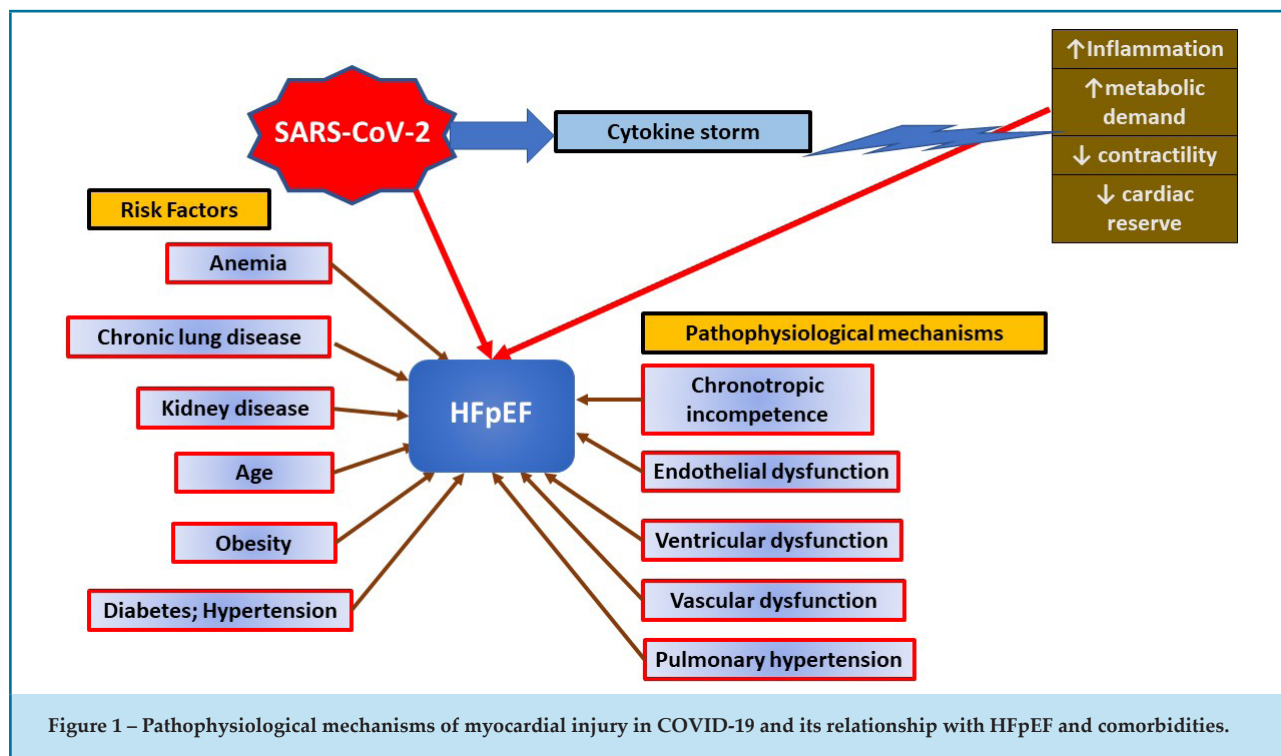 SARS-CoV-2
Cytokine storm
↑Inflammation
↑metabolic
demand
↓ contractility
↓ cardiac
reserve
Risk Factors
Anemia
Chronic lung disease
Kidney disease
Age
Obesity
Diabetes; Hypertension
HFpEF
Pathophysiological mechanisms
Chronotropic
incompetence
Endothelial dysfunction
Ventricular dysfunction
Vascular dysfunction
Pulmonary hypertension
Figure 1 – Pathophysiological mechanisms of myocardial injury in COVID-19 and its relationship with HFpEF and comorbidities.